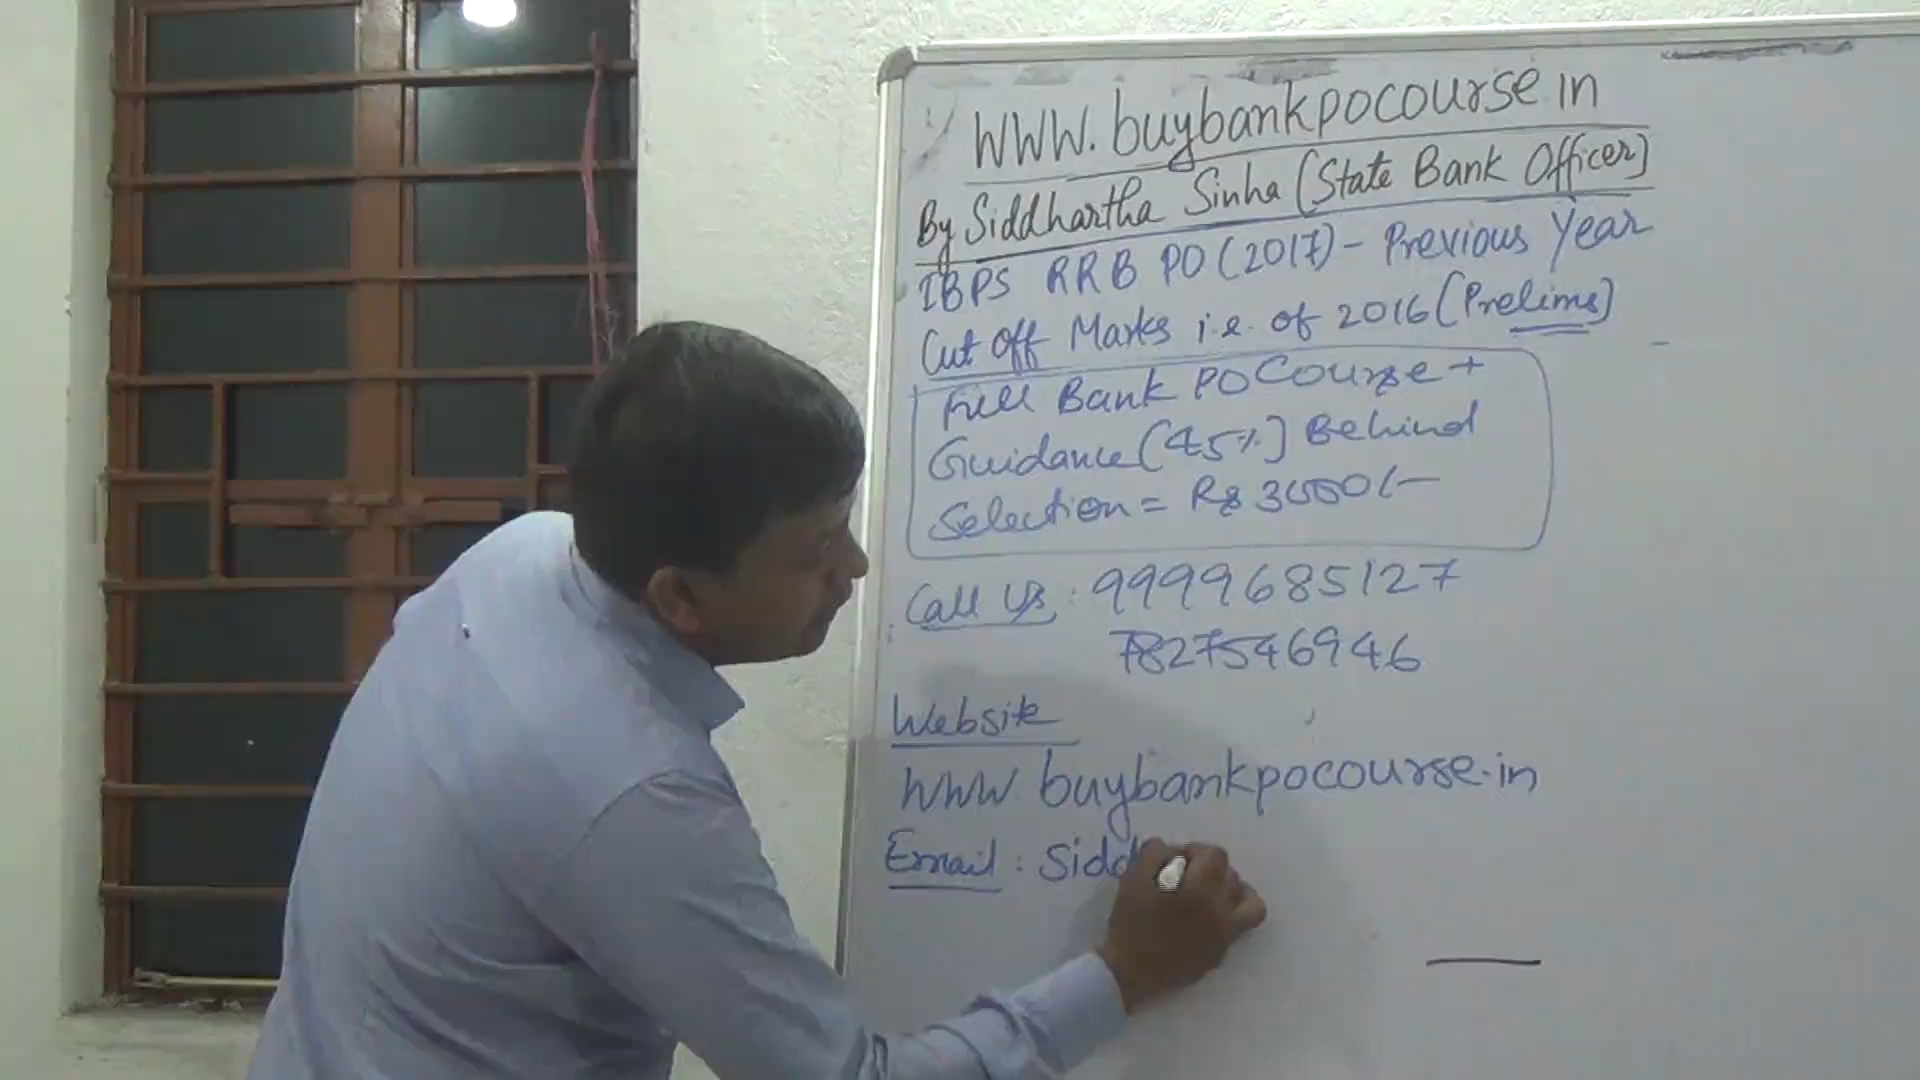 WWW.buybankpocourse.in
By Siddhartha Sinha (State Bank Officer)
IBPS RRB PO (2017) - Previous Year
Cut Off Marks i.e. of 2016 (Prelims)
Full Bank PO Course +
Guidance (45%) Behind
Selection = Rs 3000/-
Call Us : 9999685127
7827546946
Website
WWW.buybankpocourse.in
Email : Sidd